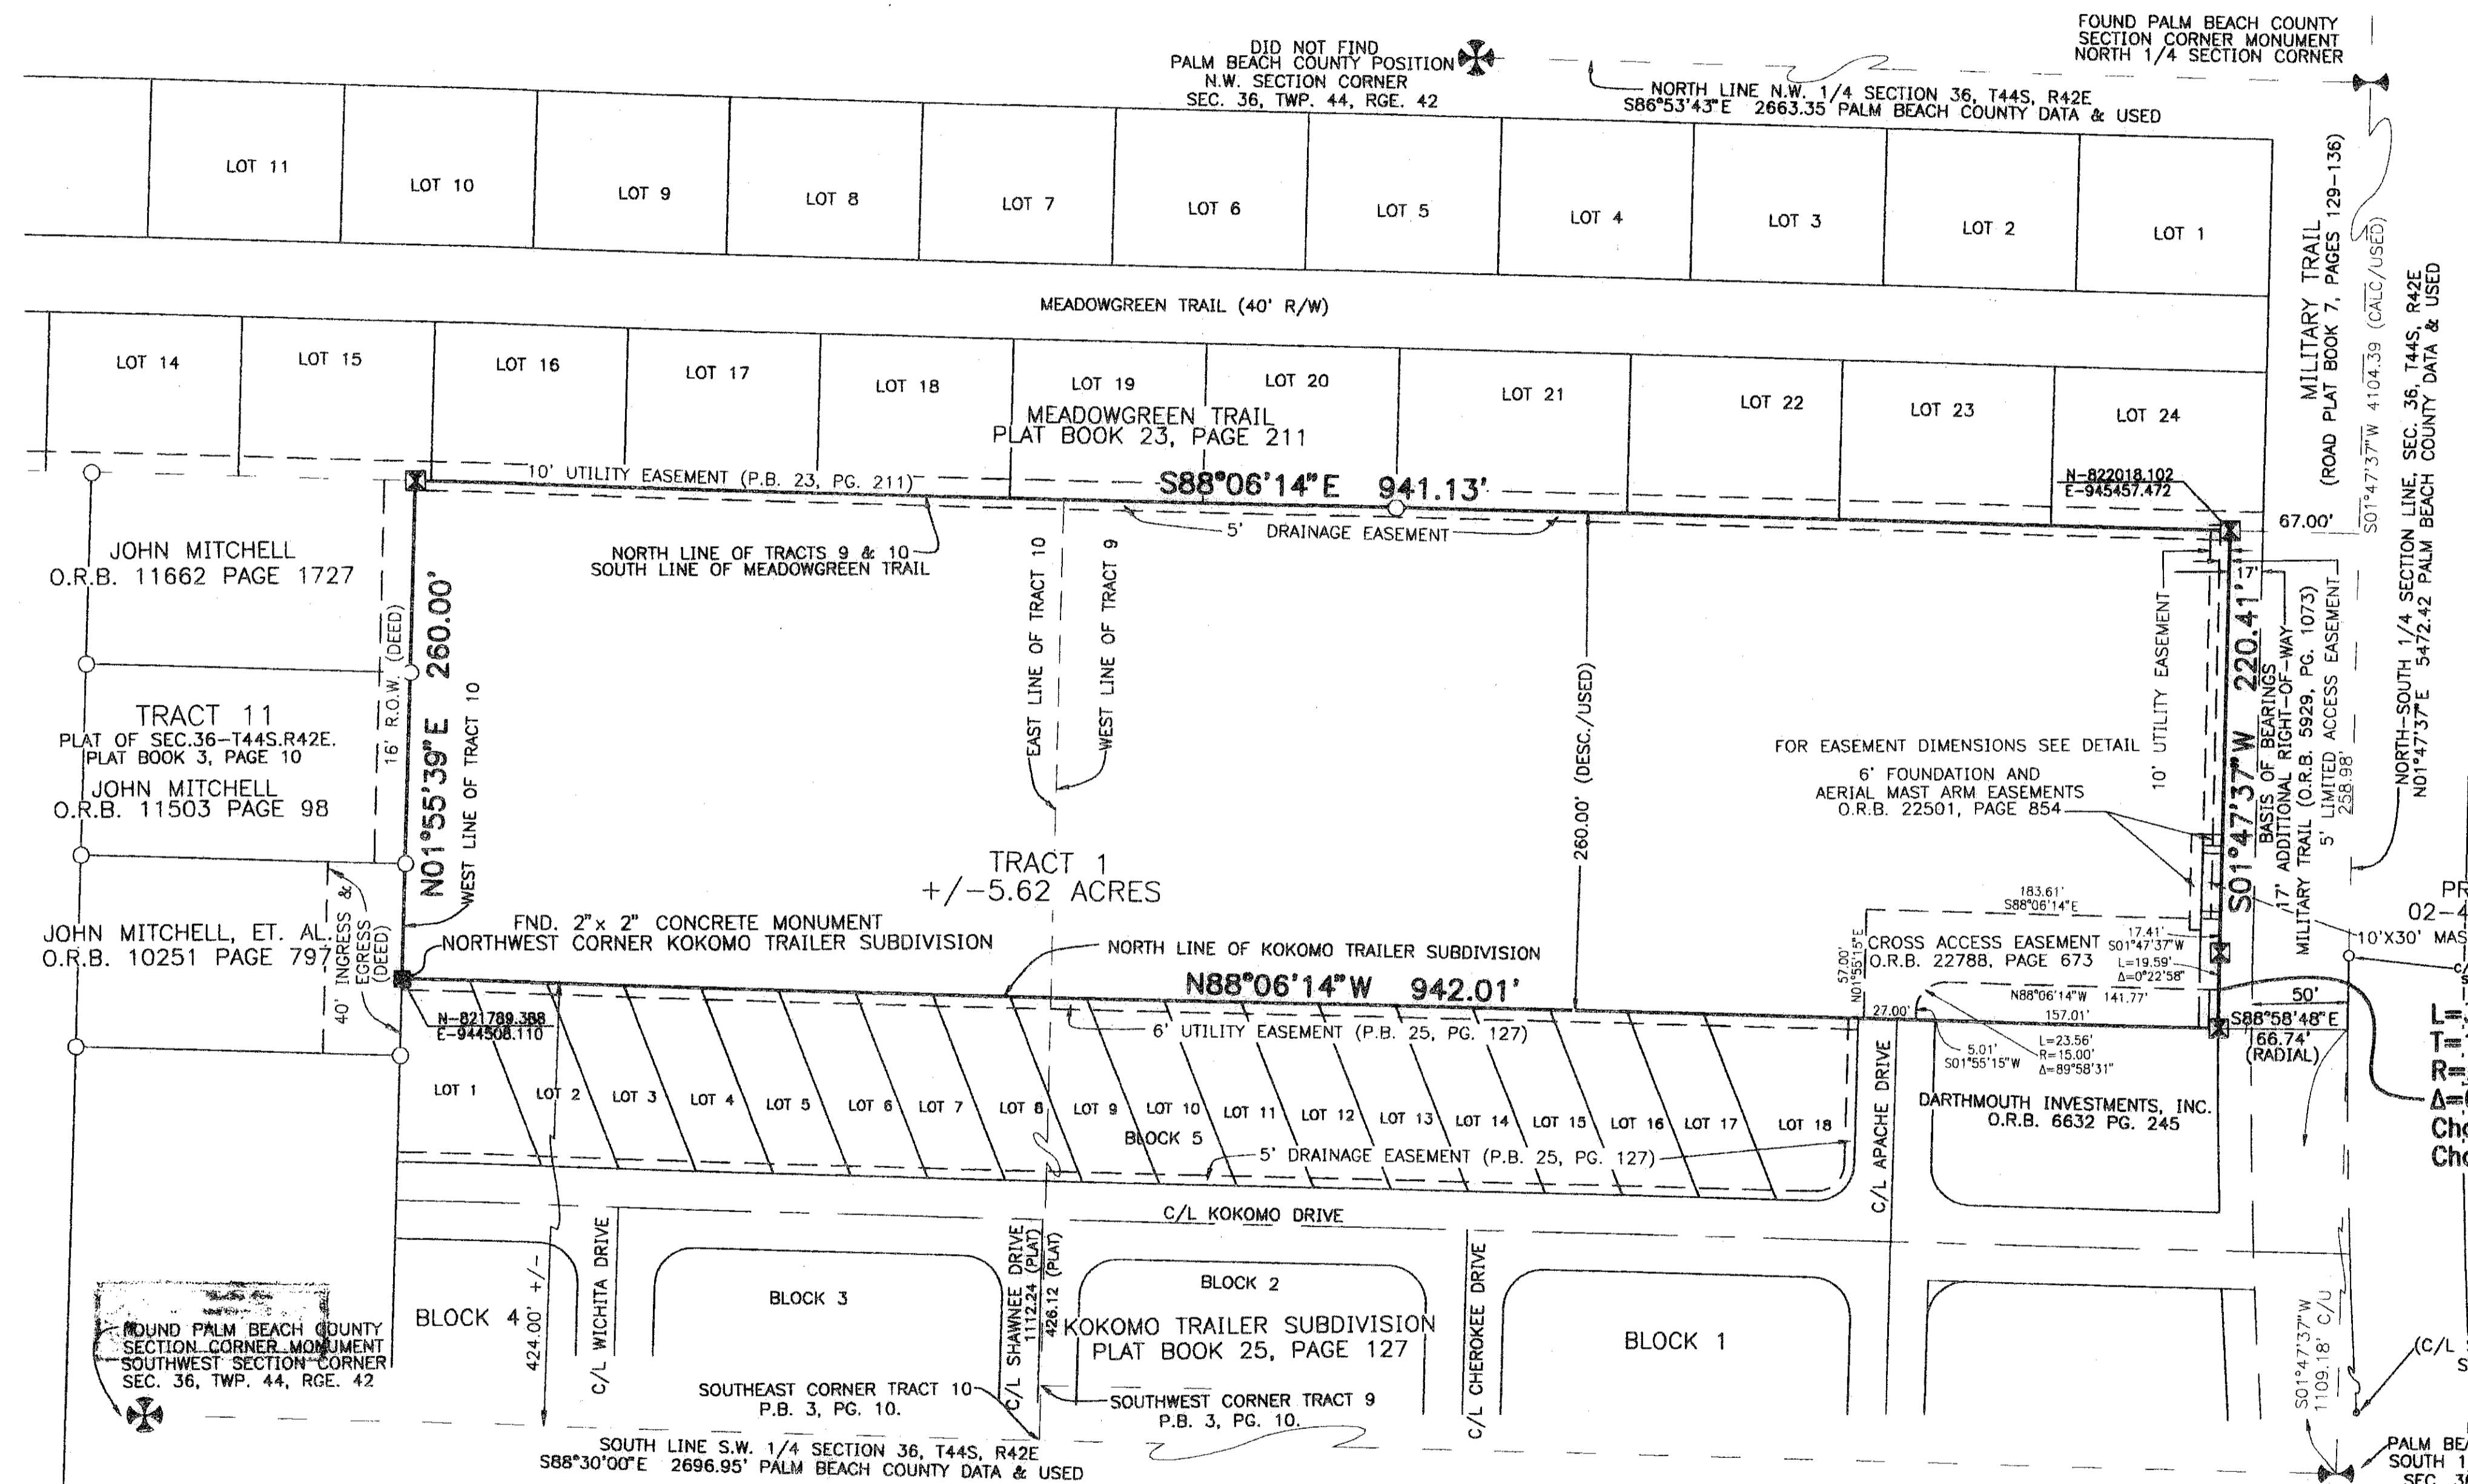 FOUND PALM BEACH COUNTY
SECTION CORNER MONUMENT
NORTH 1/4 SECTION CORNER
DID NOT FIND
PALM BEACH COUNTY POSITION
N.W. SECTION CORNER
SEC. 36, TWP. 44, RGE. 42
NORTH LINE N.W. 1/4 SECTION 36, T44S, R42E
S86°53'43"E 2663.35 PALM BEACH COUNTY DATA & USED
LOT 11
LOT 10
LOT 9
LOT 8
LOT 7
LOT 6
LOT 5
LOT 4
LOT 3
LOT 2
LOT 1
MILITARY TRAIL
(ROAD PLAT BOOK 7, PAGES 129-136)
S01°47'37"W 4104.39 (CALC/USED)
NORTH-SOUTH 1/4 SECTION LINE, SEC. 36, T44S, R42E
N01°47'37"E 5472.42 PALM BEACH COUNTY DATA & USED
MEADOWGREEN TRAIL (40' R/W)
LOT 14
LOT 15
LOT 16
LOT 17
LOT 18
LOT 19
LOT 20
LOT 21
LOT 22
LOT 23
LOT 24
MEADOWGREEN TRAIL
PLAT BOOK 23, PAGE 211
10' UTILITY EASEMENT (P.B. 23, PG. 211)
S88°06'14"E 941.13'
N-822018.102
E-945457.472
67.00'
5' DRAINAGE EASEMENT
NORTH LINE OF TRACTS 9 & 10
SOUTH LINE OF MEADOWGREEN TRAIL
JOHN MITCHELL
O.R.B. 11662 PAGE 1727
16' R.O.W. (DEED)
N01°55'39"E 260.00'
WEST LINE OF TRACT 10
EAST LINE OF TRACT 10
WEST LINE OF TRACT 9
260.00' (DESC./USED)
10' UTILITY EASEMENT
17'
S01°47'37"W 220.41'
BASIS OF BEARINGS
17' ADDITIONAL RIGHT-OF-WAY
MILITARY TRAIL (O.R.B. 5929, PG. 1073)
5' LIMITED ACCESS EASEMENT
258.98'
TRACT 11
PLAT OF SEC.36-T44S.R42E.
PLAT BOOK 3, PAGE 10
JOHN MITCHELL
O.R.B. 11503 PAGE 98
FOR EASEMENT DIMENSIONS SEE DETAIL
6' FOUNDATION AND
AERIAL MAST ARM EASEMENTS
O.R.B. 22501, PAGE 854
TRACT 1
+/-5.62 ACRES
183.61'
S88°06'14"E
PR
02-4
10'X30' MAS
JOHN MITCHELL, ET. AL.
O.R.B. 10251 PAGE 797
40' INGRESS &
EGRESS
(DEED)
FND. 2"x 2" CONCRETE MONUMENT
NORTHWEST CORNER KOKOMO TRAILER SUBDIVISION
NORTH LINE OF KOKOMO TRAILER SUBDIVISION
N88°06'14"W 942.01'
57.00'
N01°55'15"E
CROSS ACCESS EASEMENT
O.R.B. 22788, PAGE 673
17.41'
S01°47'37"W
L=19.59'
Δ=0°22'58"
N88°06'14"W 141.77'
27.00'
157.01'
50'
S88°58'48"E
66.74'
(RADIAL)
L=
T=
R=
Δ=
Cho
Cho
N-821789.388
E-944508.110
6' UTILITY EASEMENT (P.B. 25, PG. 127)
5.01'
S01°55'15"W
L=23.56'
R=15.00'
Δ=89°58'31"
LOT 1
LOT 2
LOT 3
LOT 4
LOT 5
LOT 6
LOT 7
LOT 8
LOT 9
LOT 10
LOT 11
LOT 12
LOT 13
LOT 14
LOT 15
LOT 16
LOT 17
LOT 18
BLOCK 5
5' DRAINAGE EASEMENT (P.B. 25, PG. 127)
C/L APACHE DRIVE
DARTHMOUTH INVESTMENTS, INC.
O.R.B. 6632 PG. 245
C/L KOKOMO DRIVE
424.00' +/-
C/L WICHITA DRIVE
C/L SHAWNEE DRIVE
1112.24 (PLAT)
426.12 (PLAT)
C/L CHEROKEE DRIVE
BLOCK 4
BLOCK 3
BLOCK 2
BLOCK 1
KOKOMO TRAILER SUBDIVISION
PLAT BOOK 25, PAGE 127
S01°47'37"W
1109.18' C/U
(C/L
FOUND PALM BEACH COUNTY
SECTION CORNER MONUMENT
SOUTHWEST SECTION CORNER
SEC. 36, TWP. 44, RGE. 42
SOUTHEAST CORNER TRACT 10
P.B. 3, PG. 10.
SOUTHWEST CORNER TRACT 9
P.B. 3, PG. 10.
SOUTH LINE S.W. 1/4 SECTION 36, T44S, R42E
S88°30'00"E 2696.95' PALM BEACH COUNTY DATA & USED
PALM BEA
SOUTH 1
SEC. 36